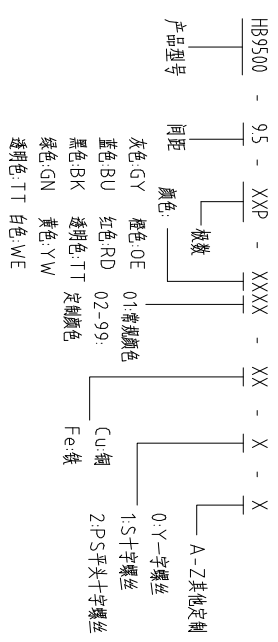 HB9500 - 9.5 - XXP - XXXX - XX - X - X
产品型号
间距
极数
颜色:
灰色:GY 橙色:OE
蓝色:BU 红色:RD
黑色:BK 透明色:TT
绿色:GN 黄色:YW
透明色:TT 白色:WE
01:常规颜色
02-99:
定制颜色
Cu:铜
Fe:铁
0:Y一字螺丝
1:S十字螺丝
2:PS平头十字螺丝
A-Z其他定制